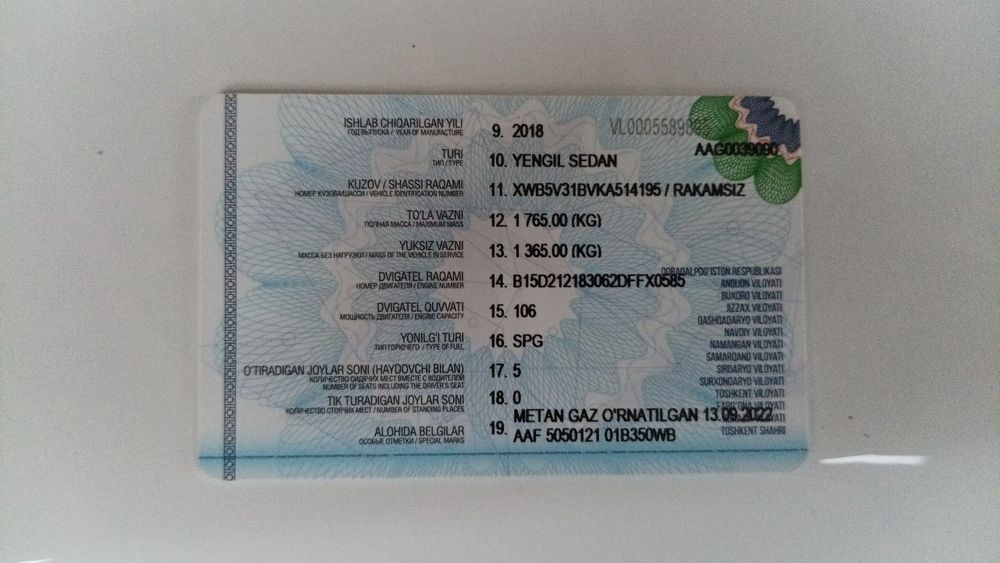 ISHLAB CHIQARILGAN YILI 9. 2018
ГОД ВЫПУСКА / YEAR OF MANUFACTURE
AAG0039090
TURI 10. YENGIL SEDAN
ТИП / TYPE
KUZOV / SHASSI RAQAMI 11. XWB5V31BVKA514195 / RAKAMSIZ
НОМЕР КУЗОВА/ШАССИ / VEHICLE IDENTIFICATION NUMBER
TO'LA VAZNI 12. 1 765.00 (KG)
ПОЛНАЯ МАССА / MAXIMUM MASS
YUKSIZ VAZNI 13. 1 365.00 (KG)
МАССА БЕЗ НАГРУЗКИ / MASS OF THE VEHICLE IN SERVICE
DVIGATEL RAQAMI 14. B15D212183062DFFX0585
НОМЕР ДВИГАТЕЛЯ / ENGINE NUMBER
DVIGATEL QUVVATI 15. 106
МОЩНОСТЬ ДВИГАТЕЛЯ / ENGINE CAPACITY
YONILG'I TURI 16. SPG
ТИП ГОРЮЧЕГО / TYPE OF FUEL
O'TIRADIGAN JOYLAR SONI (HAYDOVCHI BILAN) 17. 5
КОЛИЧЕСТВО СИДЯЧИХ МЕСТ ВМЕСТЕ С ВОДИТЕЛЕМ
NUMBER OF SEATS INCLUDING THE DRIVER'S SEAT
TIK TURADIGAN JOYLAR SONI 18. 0
КОЛИЧЕСТВО СТОЯЧИХ МЕСТ / NUMBER OF STANDING PLACES
ALOHIDA BELGILAR 19. METAN GAZ O'RNATILGAN 13.09.2022
AAF 5050121 01B350WB
ОСОБЫЕ ОТМЕТКИ / SPECIAL MARKS
QORAQALPOG'ISTON RESPUBLIKASI
ANDIJON VILOYATI
BUXORO VILOYATI
JIZZAX VILOYATI
QASHQADARYO VILOYATI
NAVOIY VILOYATI
NAMANGAN VILOYATI
SAMARQAND VILOYATI
SIRDARYO VILOYATI
SURXONDARYO VILOYATI
TOSHKENT VILOYATI
TOSHKENT SHAHRI